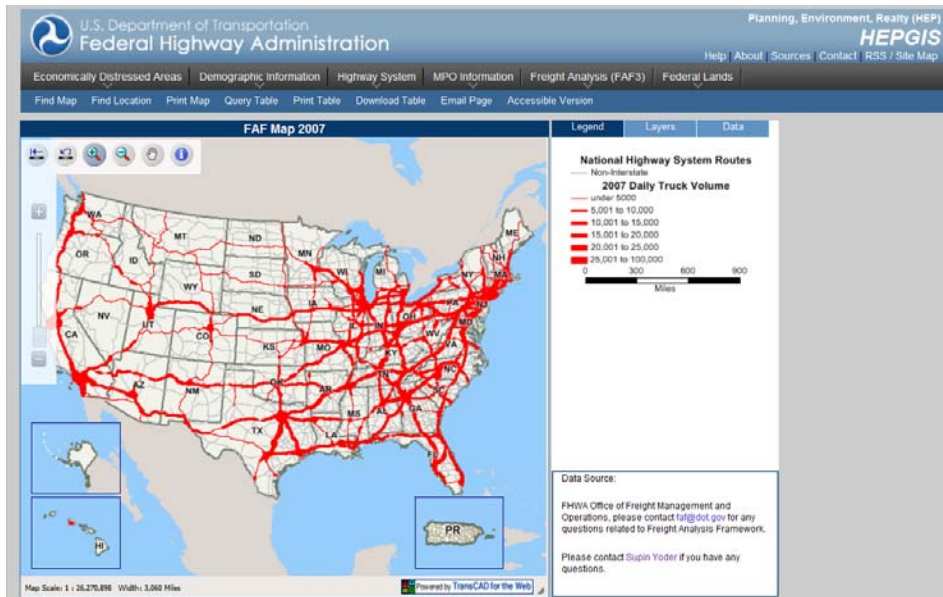 U.S. Department of Transportation
Federal Highway Administration
Planning, Environment, Realty (HEP)
HEPGIS
Help | About | Sources | Contact | RSS / Site Map
Economically Distressed Areas | Demographic Information | Highway System | MPO Information | Freight Analysis (FAF3) | Federal Lands
Find Map Find Location Print Map Query Table Print Table Download Table Email Page Accessible Version
FAF Map 2007
Legend Layers Data
National Highway System Routes
Non-Interstate
2007 Daily Truck Volume
under 5000
5,001 to 10,000
10,001 to 15,000
15,001 to 20,000
20,001 to 25,000
25,001 to 100,000
0 300 600 900
Miles
WA
MT
ND
MN
ME
OR
ID
SD
WI
MI
NY
NH
MA
WY
NE
IA
PA
NJ
NV
UT
CO
IL
IN
OH
MD
CA
KS
MO
WV
VA
KY
AZ
NM
OK
AR
TN
NC
SC
TX
LA
MS
AL
GA
FL
HI
PR
Data Source:
FHWA Office of Freight Management and
Operations, please contact faf@dot.gov for any
questions related to Freight Analysis Framework.
Please contact Supin Yoder if you have any
questions.
Map Scale: 1 : 26,270,898 Width: 3,060 Miles
Powered by TransCAD for the Web